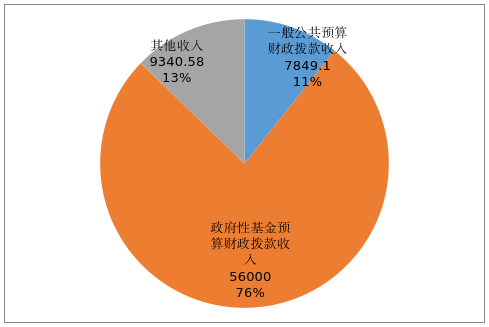 其他收入
9340.58
13%
一般公共预算
财政拨款收入
7849.1
11%
政府性基金预
算财政拨款收
入
56000
76%